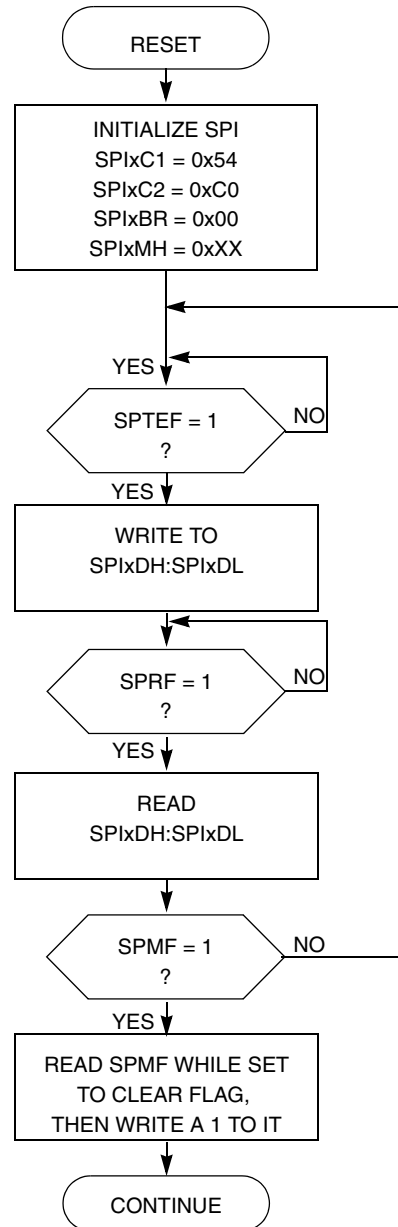 RESET
INITIALIZE SPI
SPIxC1 = 0x54
SPIxC2 = 0xC0
SPIxBR = 0x00
SPIxMH = 0xXX
YES
SPTEF = 1
?
NO
YES
WRITE TO
SPIxDH:SPIxDL
SPRF = 1
?
NO
YES
READ
SPIxDH:SPIxDL
SPMF = 1
?
NO
YES
READ SPMF WHILE SET
TO CLEAR FLAG,
THEN WRITE A 1 TO IT
CONTINUE